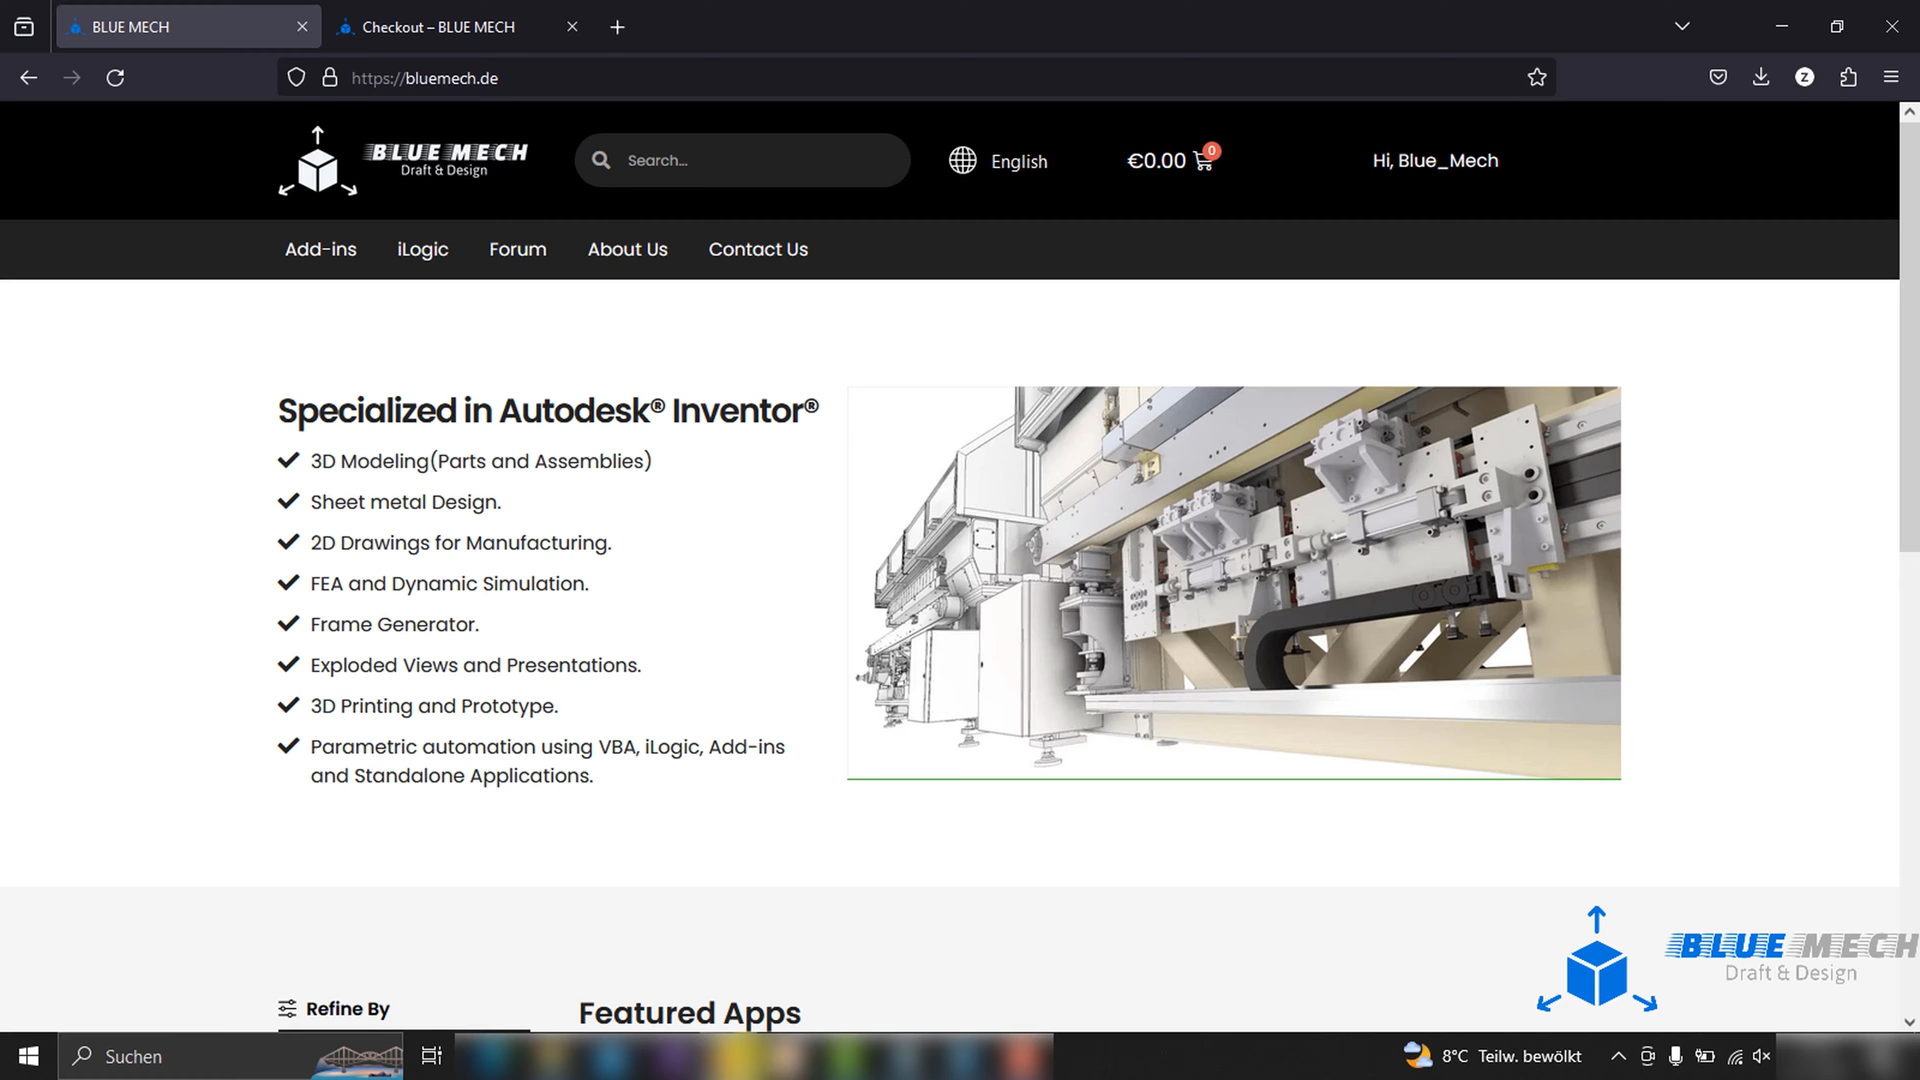 BLUE MECH
Checkout – BLUE MECH
https://bluemech.de
Z
BLUE MECH
Draft & Design
Search...
English
€0.00
0
Hi, Blue_Mech
Add-ins
iLogic
Forum
About Us
Contact Us
Specialized in Autodesk® Inventor®
3D Modeling(Parts and Assemblies)
Sheet metal Design.
2D Drawings for Manufacturing.
FEA and Dynamic Simulation.
Frame Generator.
Exploded Views and Presentations.
3D Printing and Prototype.
Parametric automation using VBA, iLogic, Add-ins
and Standalone Applications.
Refine By
Featured Apps
BLUE MECH
Draft & Design
Suchen
8°C Teilw. bewölkt